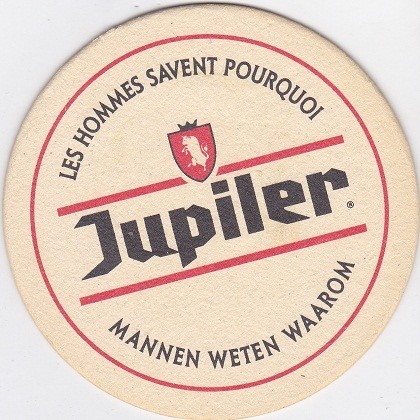 LES HOMMES SAVENT POURQUOI
Jupiler®
MANNEN WETEN WAAROM